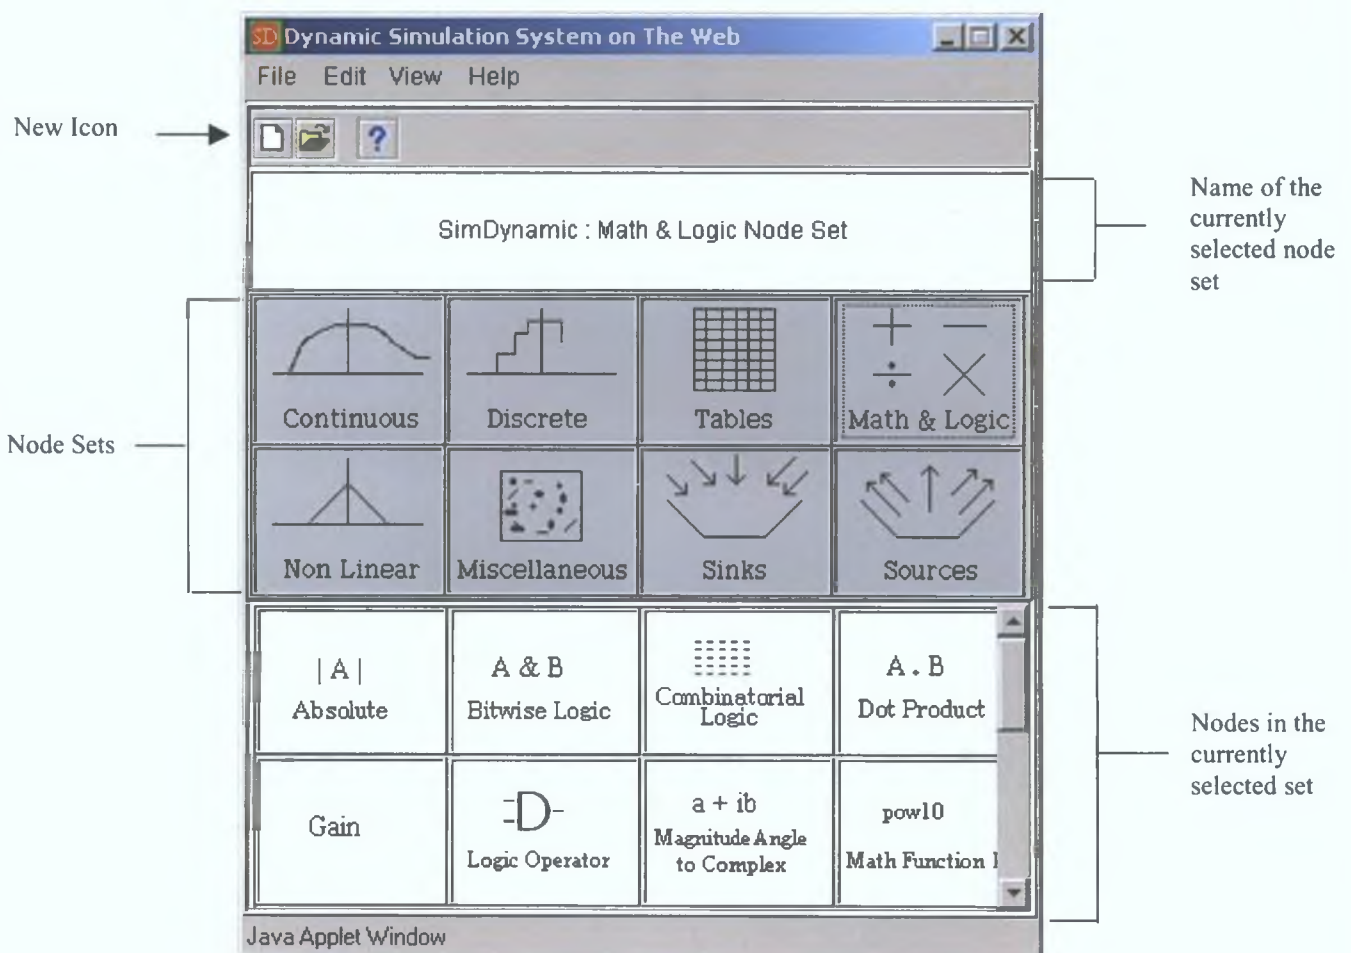 SD Dynamic Simulation System on The Web
File Edit View Help
New Icon
?
SimDynamic : Math & Logic Node Set
Name of the
currently
selected node
set
Node Sets
Continuous
Discrete
Tables
Math & Logic
Non Linear
Miscellaneous
Sinks
Sources
|A|
Absolute
A & B
Bitwise Logic
Combinatorial
Logic
A . B
Dot Product
Gain
Logic Operator
a + ib
Magnitude Angle
to Complex
pow10
Math Function
Nodes in the
currently
selected set
Java Applet Window